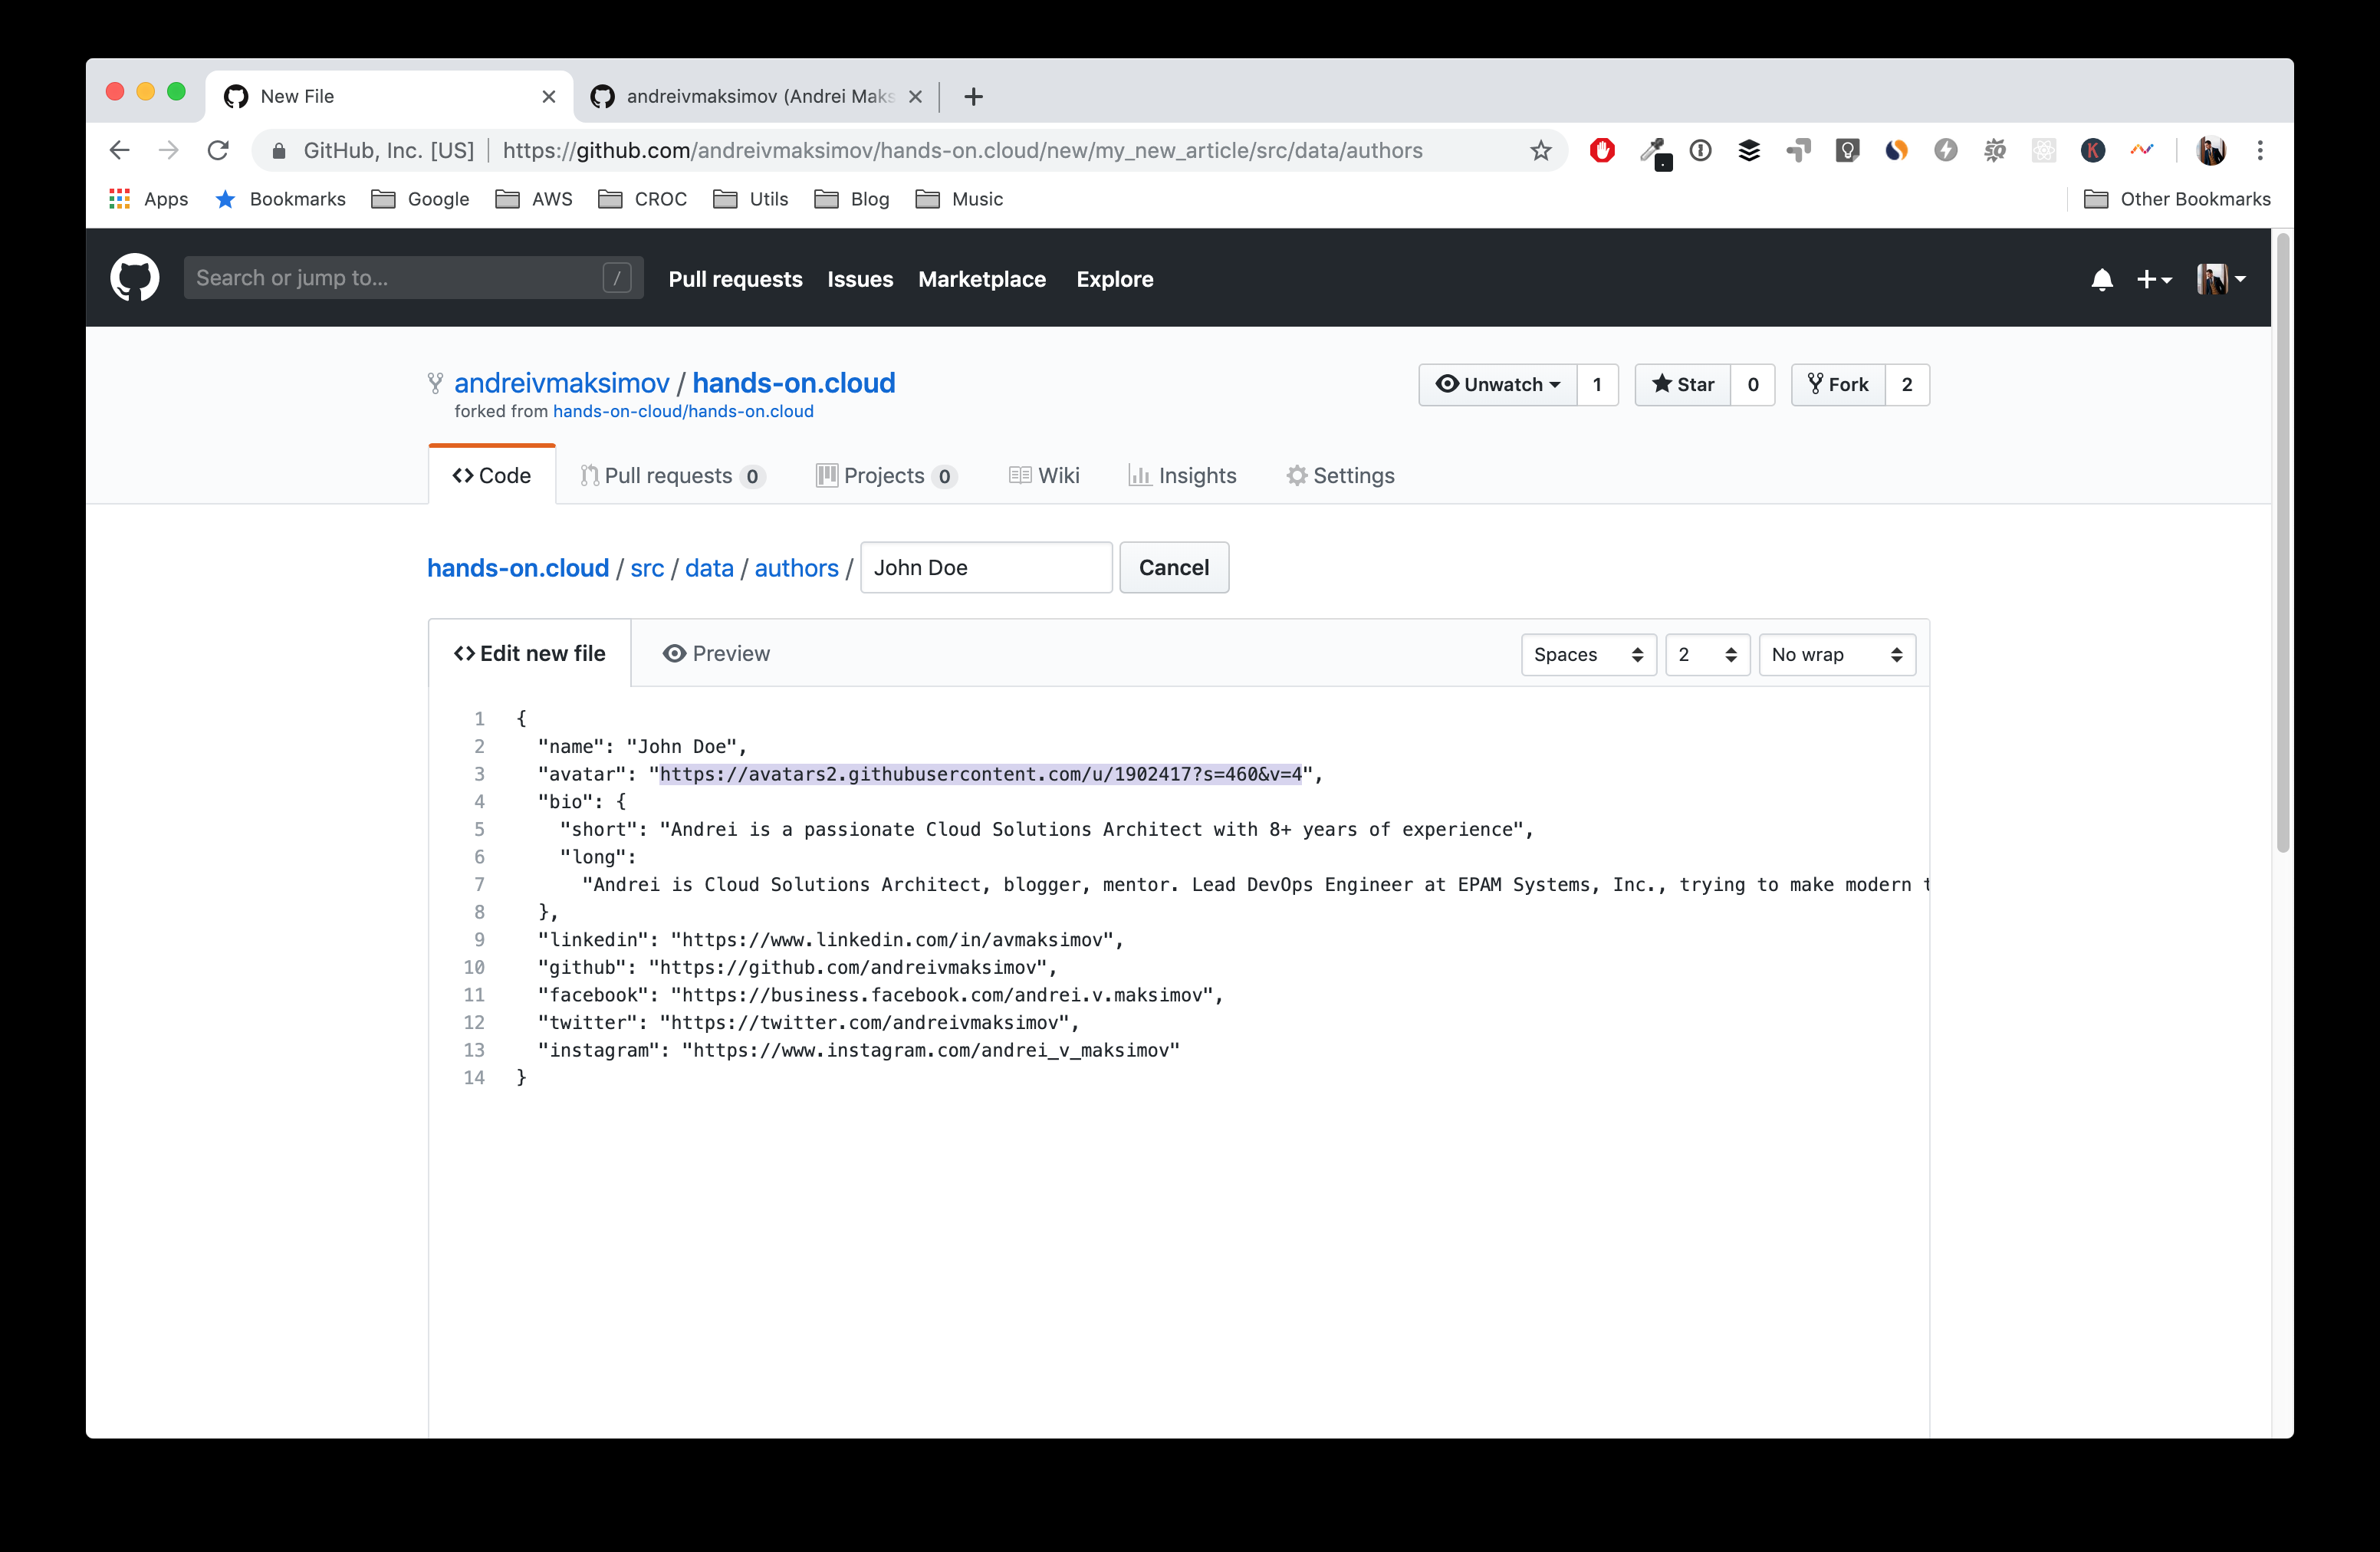 New File
andreivmaksimov (Andrei Maks
GitHub, Inc. [US] | https://github.com/andreivmaksimov/hands-on.cloud/new/my_new_article/src/data/authors
Apps Bookmarks Google AWS CROC Utils Blog Music Other Bookmarks
Search or jump to... / Pull requests Issues Marketplace Explore
andreivmaksimov / hands-on.cloud Unwatch 1 Star 0 Fork 2
forked from hands-on-cloud/hands-on.cloud
<> Code Pull requests 0 Projects 0 Wiki Insights Settings
hands-on.cloud / src / data / authors / John Doe Cancel
<> Edit new file Preview Spaces 2 No wrap
1 {
2 "name": "John Doe",
3 "avatar": "https://avatars2.githubusercontent.com/u/1902417?s=460&v=4",
4 "bio": {
5 "short": "Andrei is a passionate Cloud Solutions Architect with 8+ years of experience",
6 "long":
7 "Andrei is Cloud Solutions Architect, blogger, mentor. Lead DevOps Engineer at EPAM Systems, Inc., trying to make modern t
8 },
9 "linkedin": "https://www.linkedin.com/in/avmaksimov",
10 "github": "https://github.com/andreivmaksimov",
11 "facebook": "https://business.facebook.com/andrei.v.maksimov",
12 "twitter": "https://twitter.com/andreivmaksimov",
13 "instagram": "https://www.instagram.com/andrei_v_maksimov"
14 }